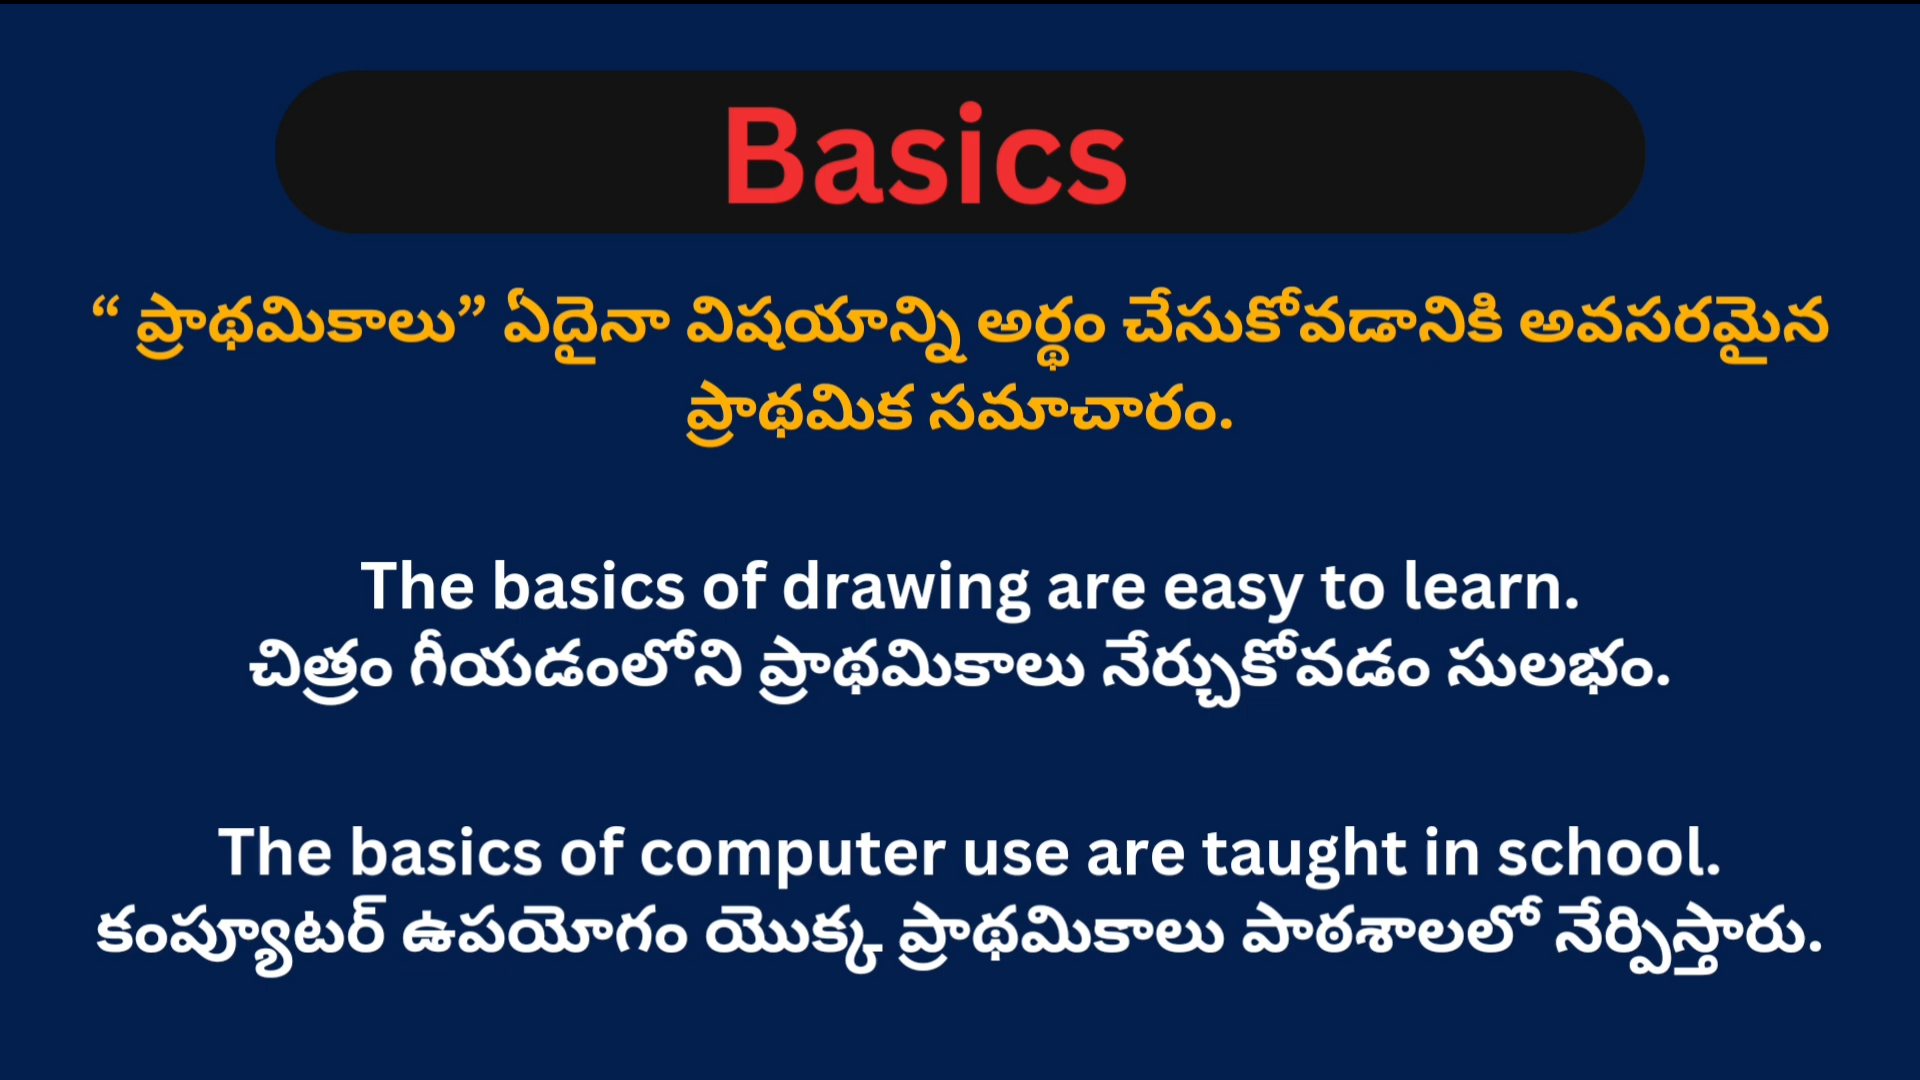 Basics
“ ప్రాథమికాలు” ఏదైనా విషయాన్ని అర్థం చేసుకోవడానికి అవసరమైన
ప్రాథమిక సమాచారం.
The basics of drawing are easy to learn.
చిత్రం గీయడంలోని ప్రాథమికాలు నేర్చుకోవడం సులభం.
The basics of computer use are taught in school.
కంప్యూటర్ ఉపయోగం యొక్క ప్రాథమికాలు పాఠశాలలో నేర్పిస్తారు.